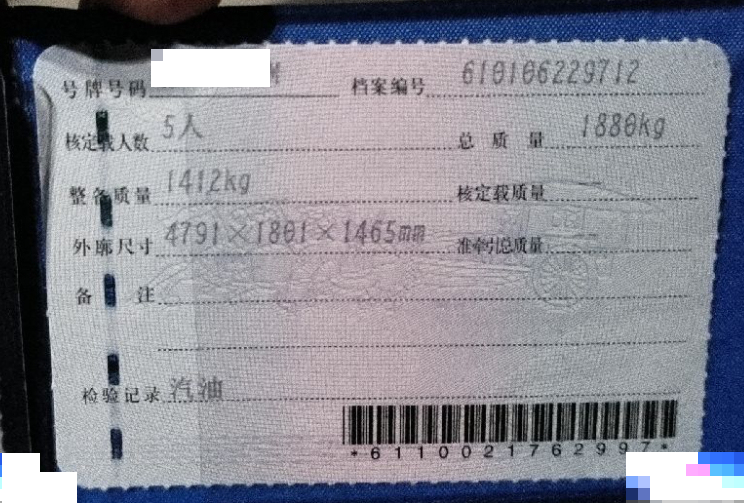 号牌号码 档案编号 610106229712
核定载人数 5人 总质量 1880kg
整备质量 1412kg 核定载质量 --
外廓尺寸 4791×1801×1465mm 准牵引总质量 --
备注
检验记录 汽油
*6110021762997*